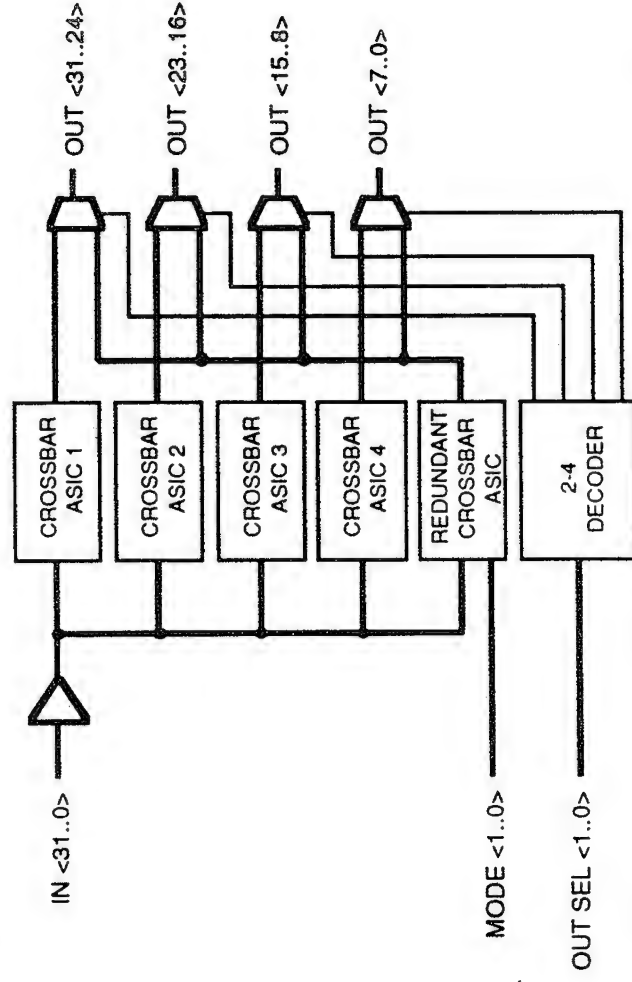 IN <31..0>
MODE <1..0>
OUT SEL <1..0>
CROSSBAR
ASIC 1
CROSSBAR
ASIC 2
CROSSBAR
ASIC 3
CROSSBAR
ASIC 4
REDUNDANT
CROSSBAR
ASIC
2-4
DECODER
OUT <31..24>
OUT <23..16>
OUT <15..8>
OUT <7..0>